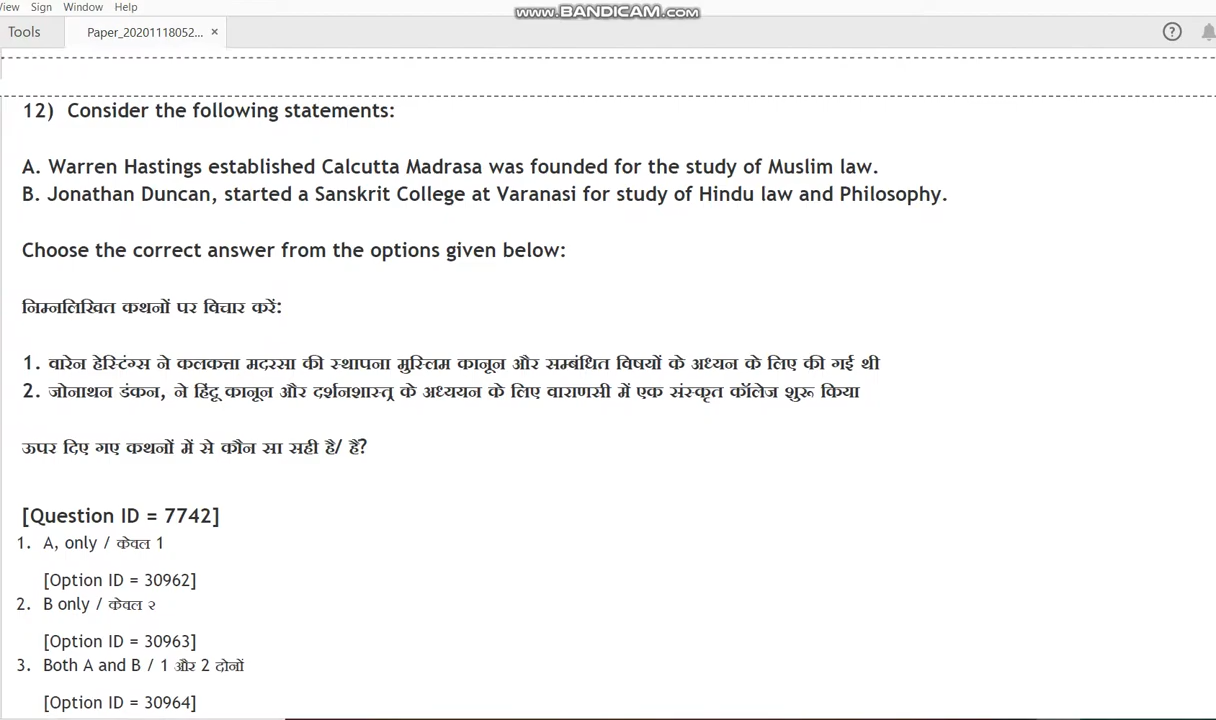 View Sign Window Help
www.BANDICAM.com
Tools
Paper_20201118052... ×
?
12) Consider the following statements:
A. Warren Hastings established Calcutta Madrasa was founded for the study of Muslim law.
B. Jonathan Duncan, started a Sanskrit College at Varanasi for study of Hindu law and Philosophy.
Choose the correct answer from the options given below:
निम्नलिखित कथनों पर विचार करें:
1. वारेन हेस्टिंग्स ने कलकत्ता मदरसा की स्थापना मुस्लिम कानून और सम्बंधित विषयों के अध्यन के लिए की गई थी
2. जोनाथन डंकन, ने हिंदू कानून और दर्शनशास्त्र के अध्ययन के लिए वाराणसी में एक संस्कृत कॉलेज शुरू किया
ऊपर दिए गए कथनों में से कौन सा सही है/ हैं?
[Question ID = 7742]
1. A, only / केवल 1
[Option ID = 30962]
2. B only / केवल २
[Option ID = 30963]
3. Both A and B / 1 और 2 दोनों
[Option ID = 30964]